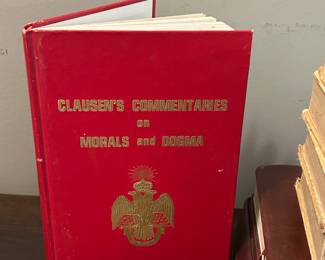 CLAUSEN'S COMMENTARIES
on
MORALS and DOGMA